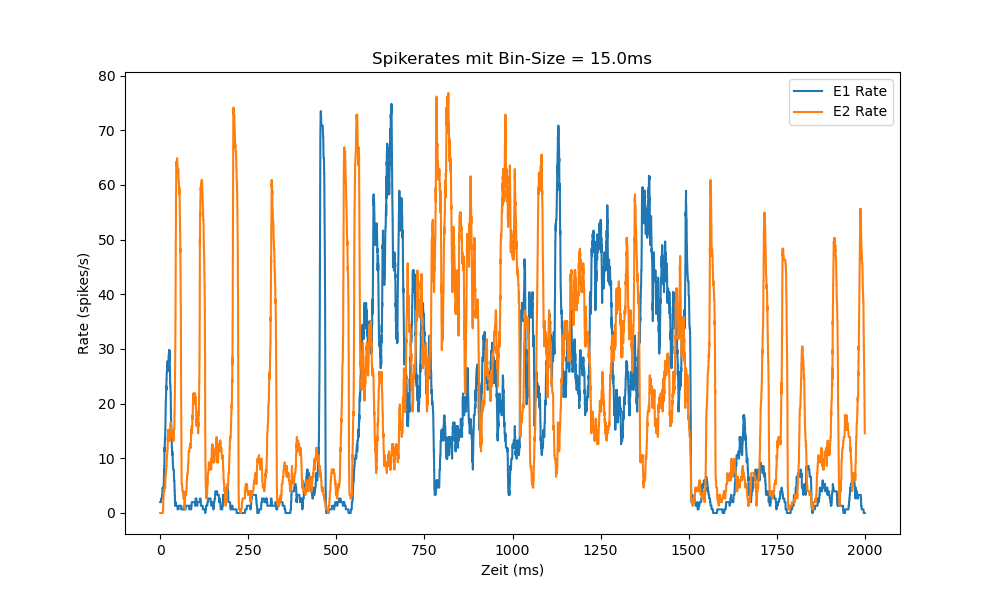 Spikerates mit Bin-Size = 15.0ms
E1 Rate
E2 Rate
80
70
60
50
40
30
20
10
0
Rate (spikes/s)
0 250 500 750 1000 1250 1500 1750 2000
Zeit (ms)